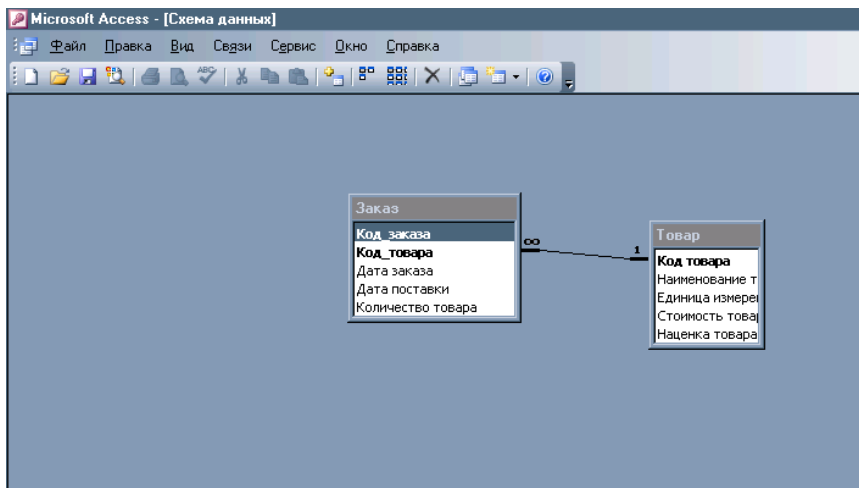 Microsoft Access - [Схема данных]
Файл Правка Вид Связи Сервис Окно Справка
Заказ
Код_заказа
Код_товара
Дата заказа
Дата поставки
Количество товара
∞
1
Товар
Код товара
Наименование т
Единица измере
Стоимость това
Наценка товара